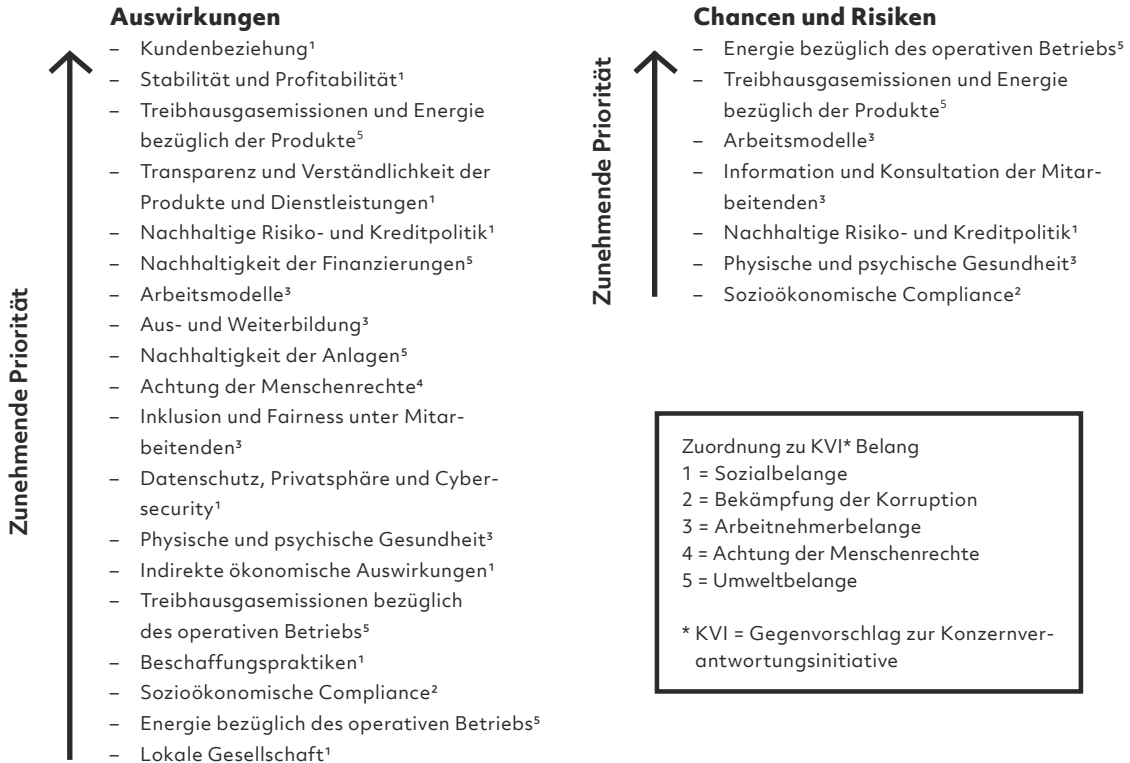 Auswirkungen
Zunehmende Priorität
– Kundenbeziehung¹
– Stabilität und Profitabilität¹
– Treibhausgasemissionen und Energie
bezüglich der Produkte⁵
– Transparenz und Verständlichkeit der
Produkte und Dienstleistungen¹
– Nachhaltige Risiko- und Kreditpolitik¹
– Nachhaltigkeit der Finanzierungen⁵
– Arbeitsmodelle³
– Aus- und Weiterbildung³
– Nachhaltigkeit der Anlagen⁵
– Achtung der Menschenrechte⁴
– Inklusion und Fairness unter Mitar-
beitenden³
– Datenschutz, Privatsphäre und Cyber-
security¹
– Physische und psychische Gesundheit³
– Indirekte ökonomische Auswirkungen¹
– Treibhausgasemissionen bezüglich
des operativen Betriebs⁵
– Beschaffungspraktiken¹
– Sozioökonomische Compliance²
– Energie bezüglich des operativen Betriebs⁵
– Lokale Gesellschaft¹
Chancen und Risiken
Zunehmende Priorität
– Energie bezüglich des operativen Betriebs⁵
– Treibhausgasemissionen und Energie
bezüglich der Produkte⁵
– Arbeitsmodelle³
– Information und Konsultation der Mitar-
beitenden³
– Nachhaltige Risiko- und Kreditpolitik¹
– Physische und psychische Gesundheit³
– Sozioökonomische Compliance²
Zuordnung zu KVI* Belang
1 = Sozialbelange
2 = Bekämpfung der Korruption
3 = Arbeitnehmerbelange
4 = Achtung der Menschenrechte
5 = Umweltbelange
* KVI = Gegenvorschlag zur Konzernver-
antwortungsinitiative